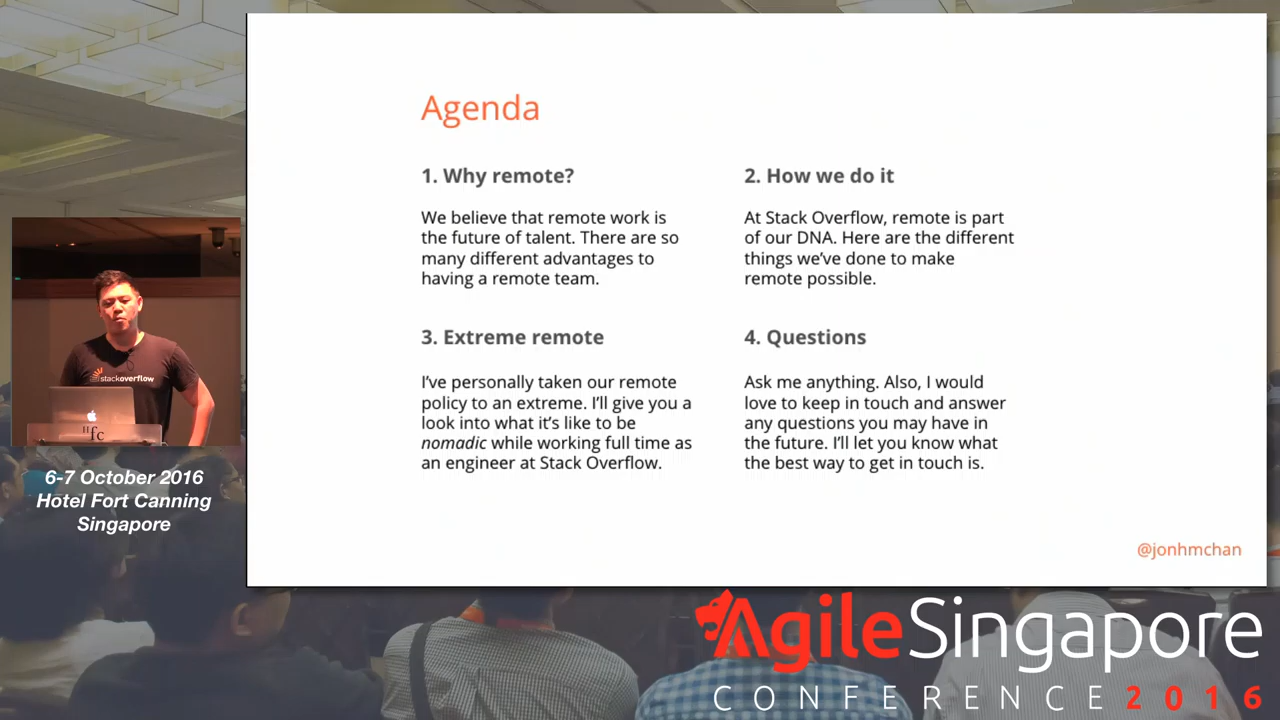 Agenda
1. Why remote?
We believe that remote work is
the future of talent. There are so
many different advantages to
having a remote team.
2. How we do it
At Stack Overflow, remote is part
of our DNA. Here are the different
things we’ve done to make
remote possible.
3. Extreme remote
I’ve personally taken our remote
policy to an extreme. I’ll give you a
look into what it’s like to be
nomadic while working full time as
an engineer at Stack Overflow.
4. Questions
Ask me anything. Also, I would
love to keep in touch and answer
any questions you may have in
the future. I’ll let you know what
the best way to get in touch is.
@jonhmchan
stackoverflow
"fc
6-7 October 2016
Hotel Fort Canning
Singapore
AgileSingapore
CONFERENCE 2016